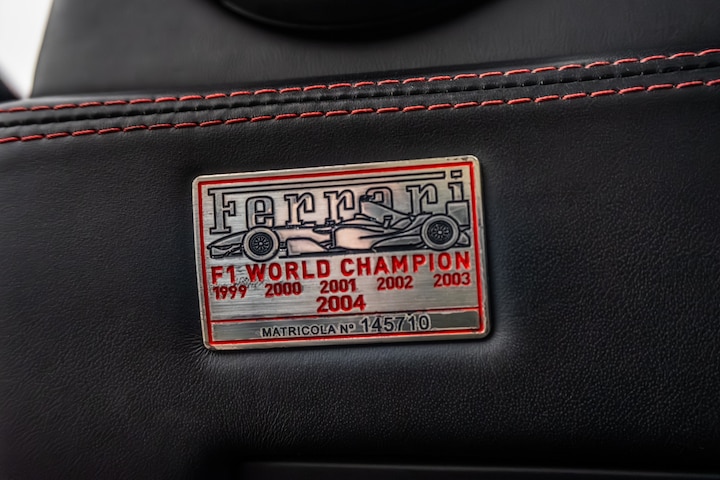 Ferrari
F1 WORLD CHAMPION
1999 2000 2001 2002 2003
2004
MATRICOLA Nº 145710